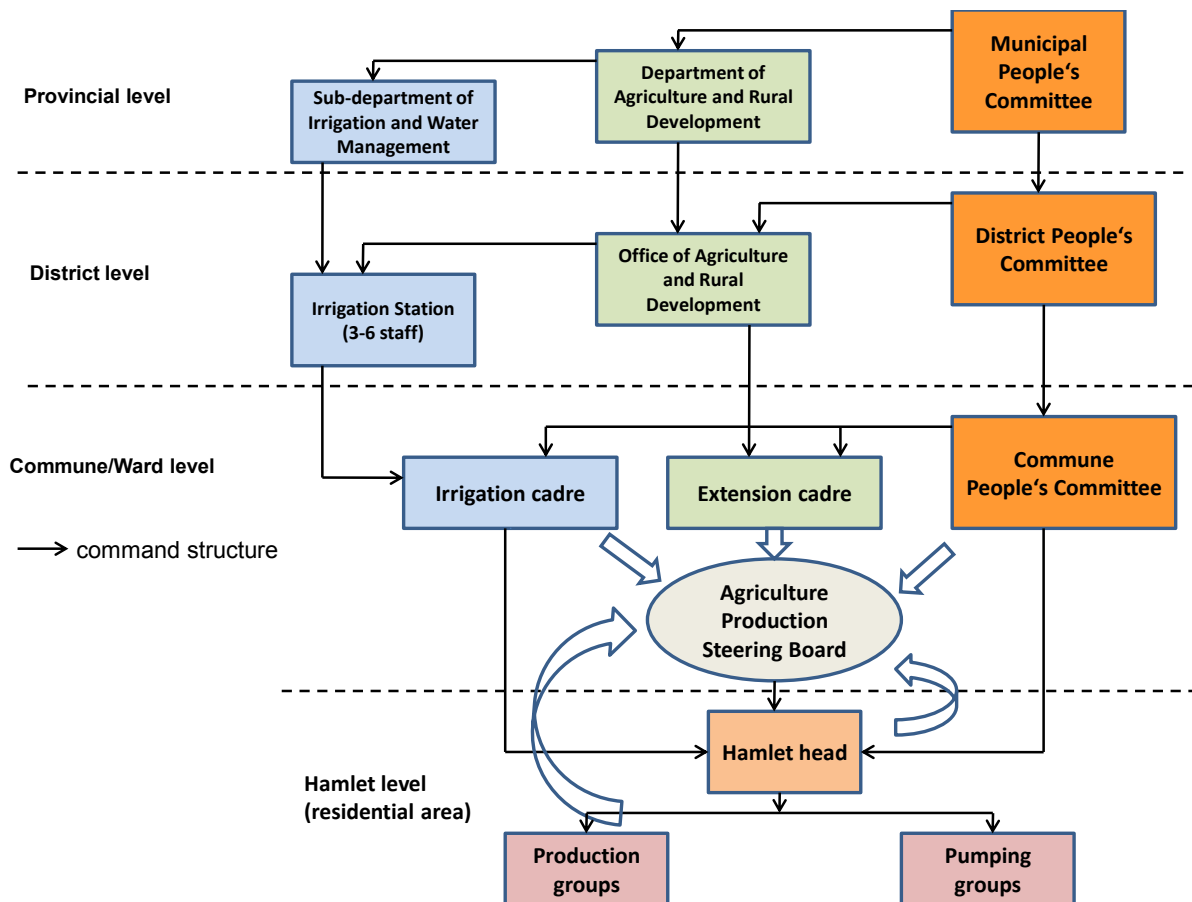 Municipal
People‘s
Committee
Department of
Agriculture and Rural
Development
Provincial level
Sub-department of
Irrigation and Water
Management
District People‘s
Committee
Office of Agriculture
and Rural
Development
District level
Irrigation Station
(3-6 staff)
Commune/Ward level
Irrigation cadre
Extension cadre
Commune
People‘s Committee
command structure
Agriculture
Production
Steering Board
Hamlet head
Hamlet level
(residential area)
Production
groups
Pumping
groups